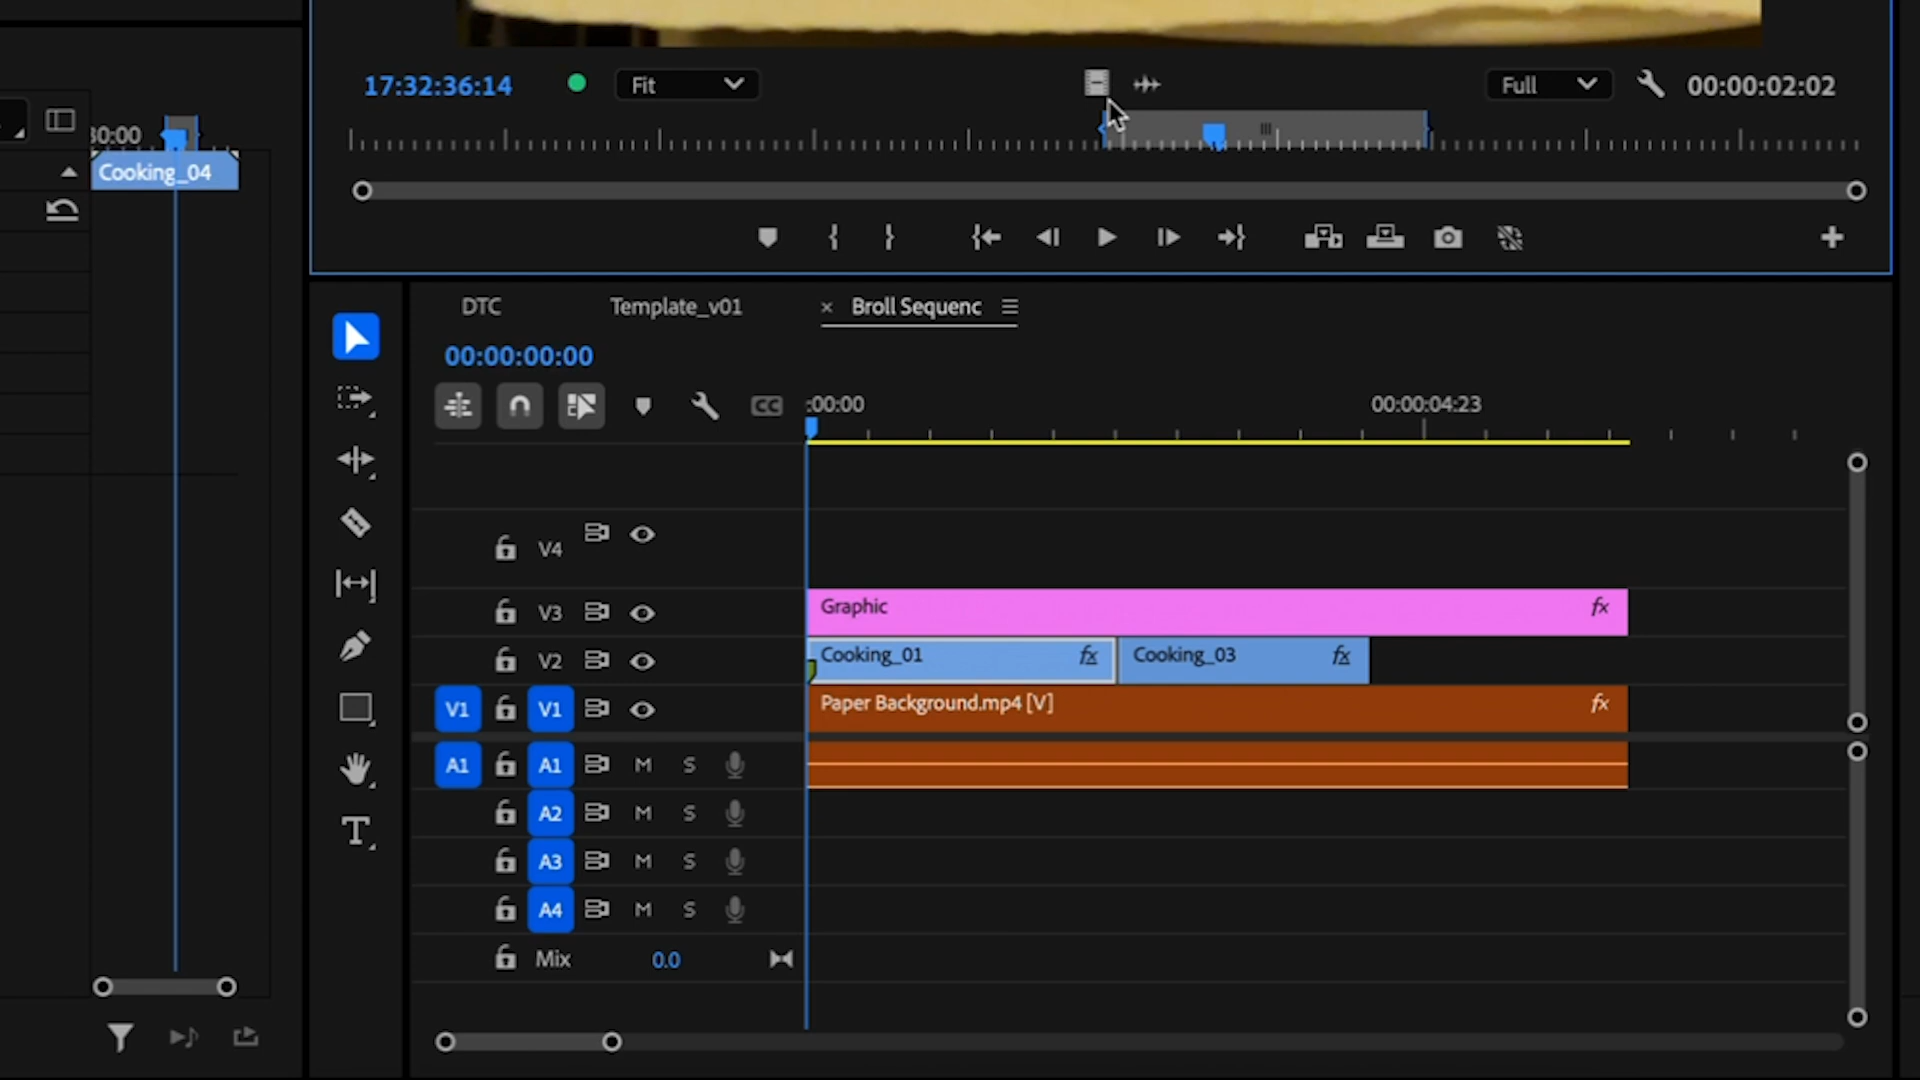 17:32:36:14
Fit
Full
00:00:02:02
30:00
Cooking_04
DTC
Template_v01
× Broll Sequenc
00:00:00:00
CC
:00:00
00:00:04:23
V4
V3
Graphic
fx
V2
Cooking_01
fx
Cooking_03
fx
V1
V1
Paper Background.mp4 [V]
fx
A1
A1
M
S
A2
M
S
A3
M
S
A4
M
S
Mix
0.0
T